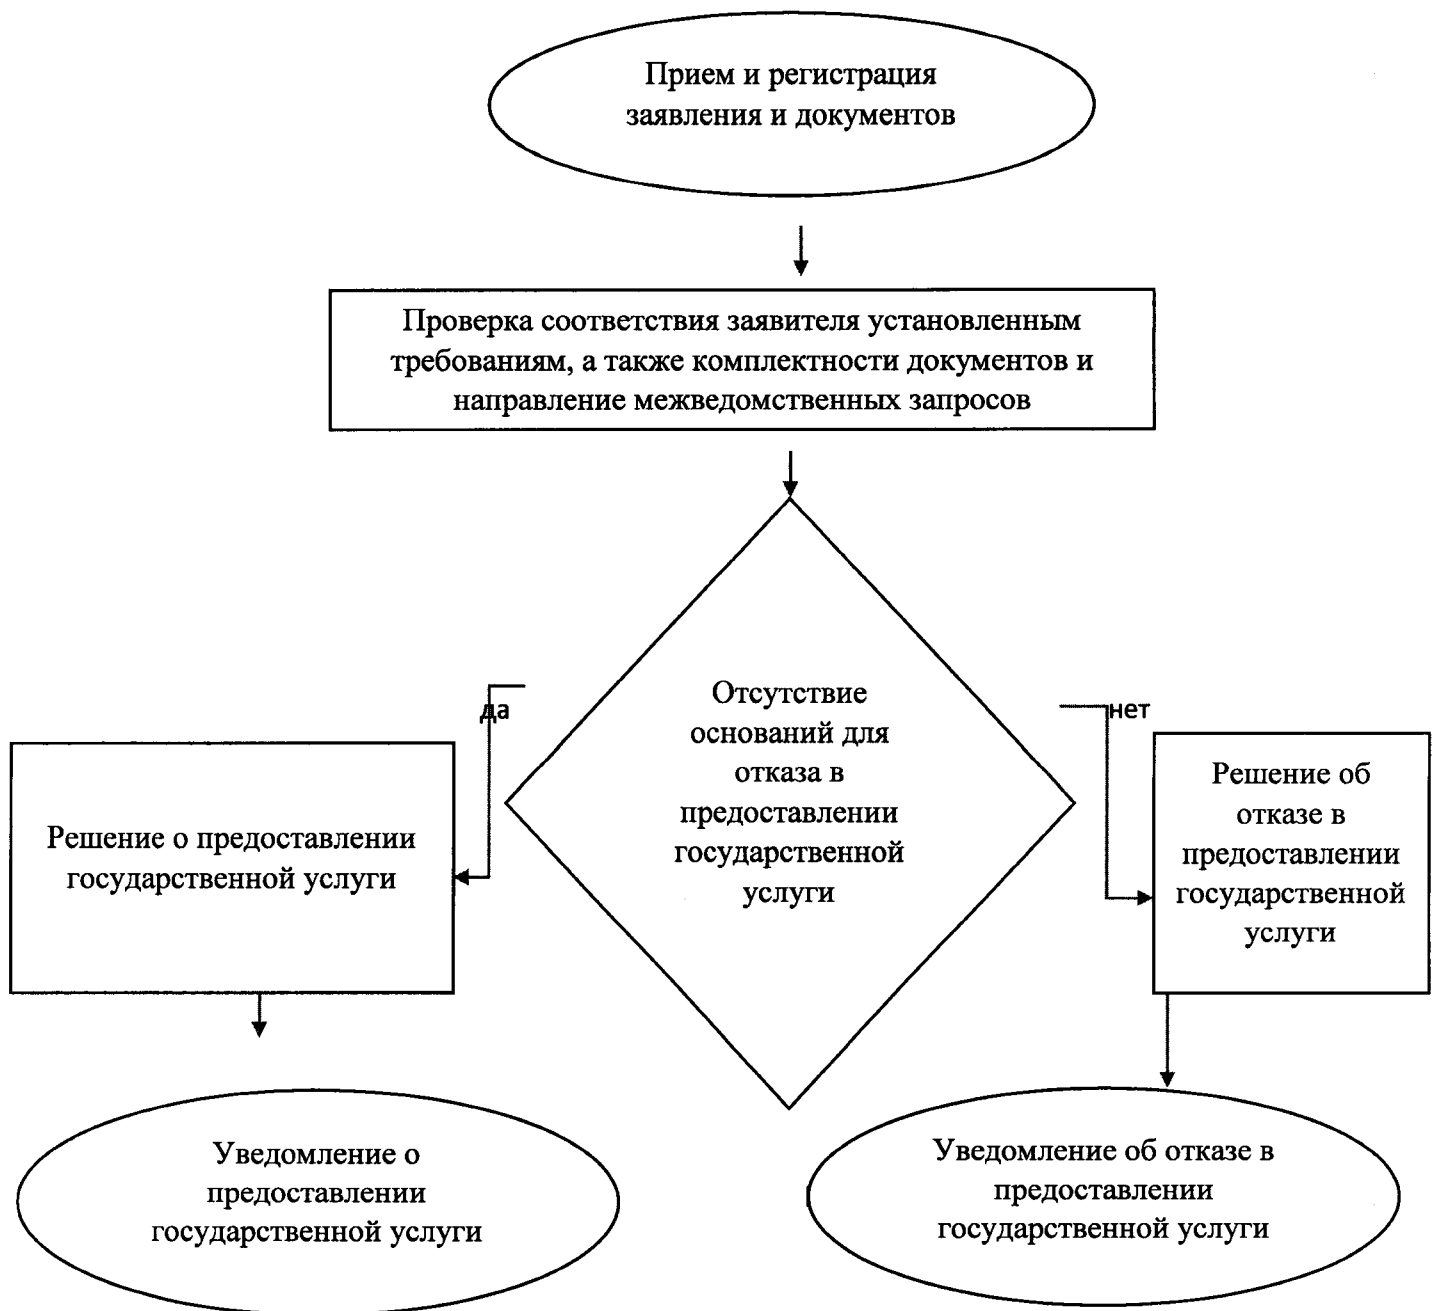 Прием и регистрация
заявления и документов
Проверка соответствия заявителя установленным
требованиям, а также комплектности документов и
направление межведомственных запросов
да
Отсутствие
оснований для
отказа в
предоставлении
государственной
услуги
нет
Решение о предоставлении
государственной услуги
Решение об
отказе в
предоставлении
государственной
услуги
Уведомление о
предоставлении
государственной услуги
Уведомление об отказе в
предоставлении
государственной услуги